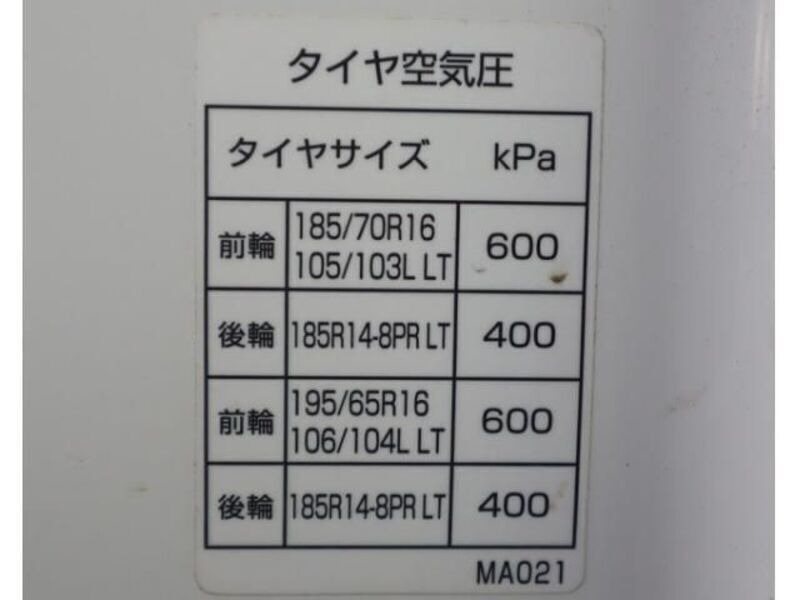 タイヤ空気圧
タイヤサイズ kPa
前輪 185/70R16 105/103L LT 600
後輪 185R14-8PR LT 400
前輪 195/65R16 106/104L LT 600
後輪 185R14-8PR LT 400
MA021